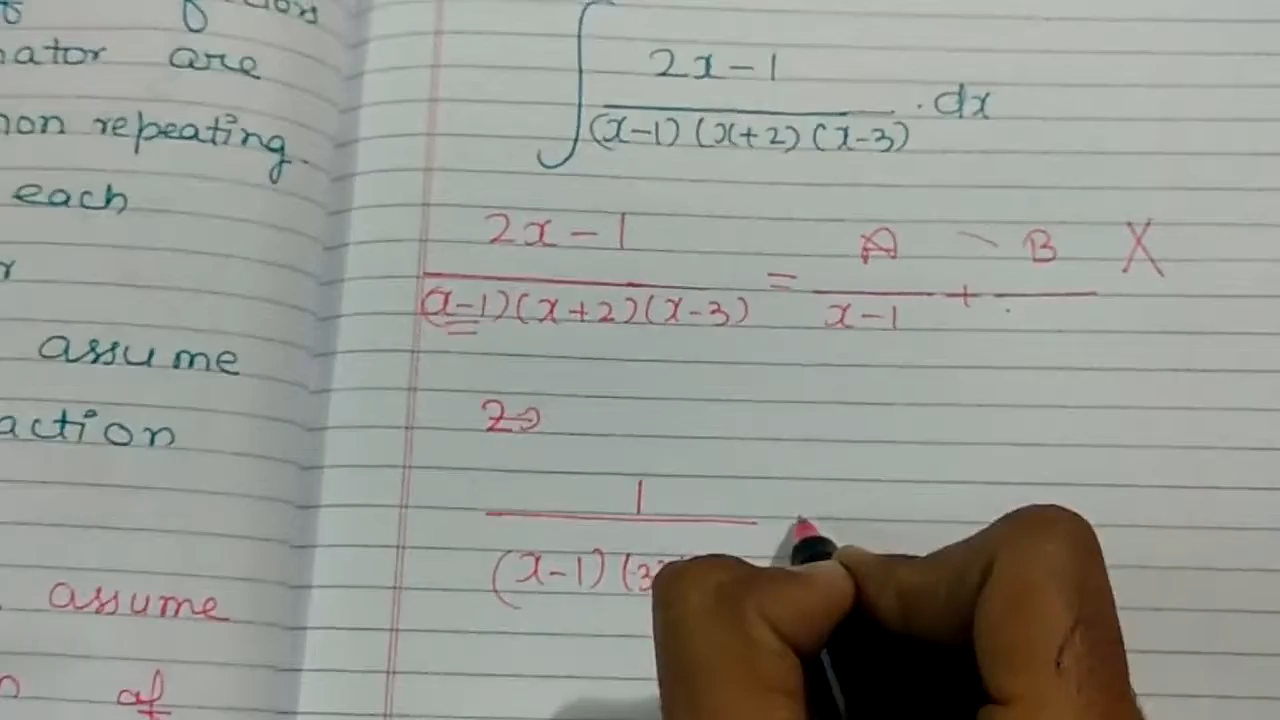 nator are
non repeating
each
assume
action
assume
of
∫ 2x-1 / (x-1)(x+2)(x-3) . dx
2x-1 / (x-1)(x+2)(x-3) = A / x-1 + B / . X
1 / (x-1)